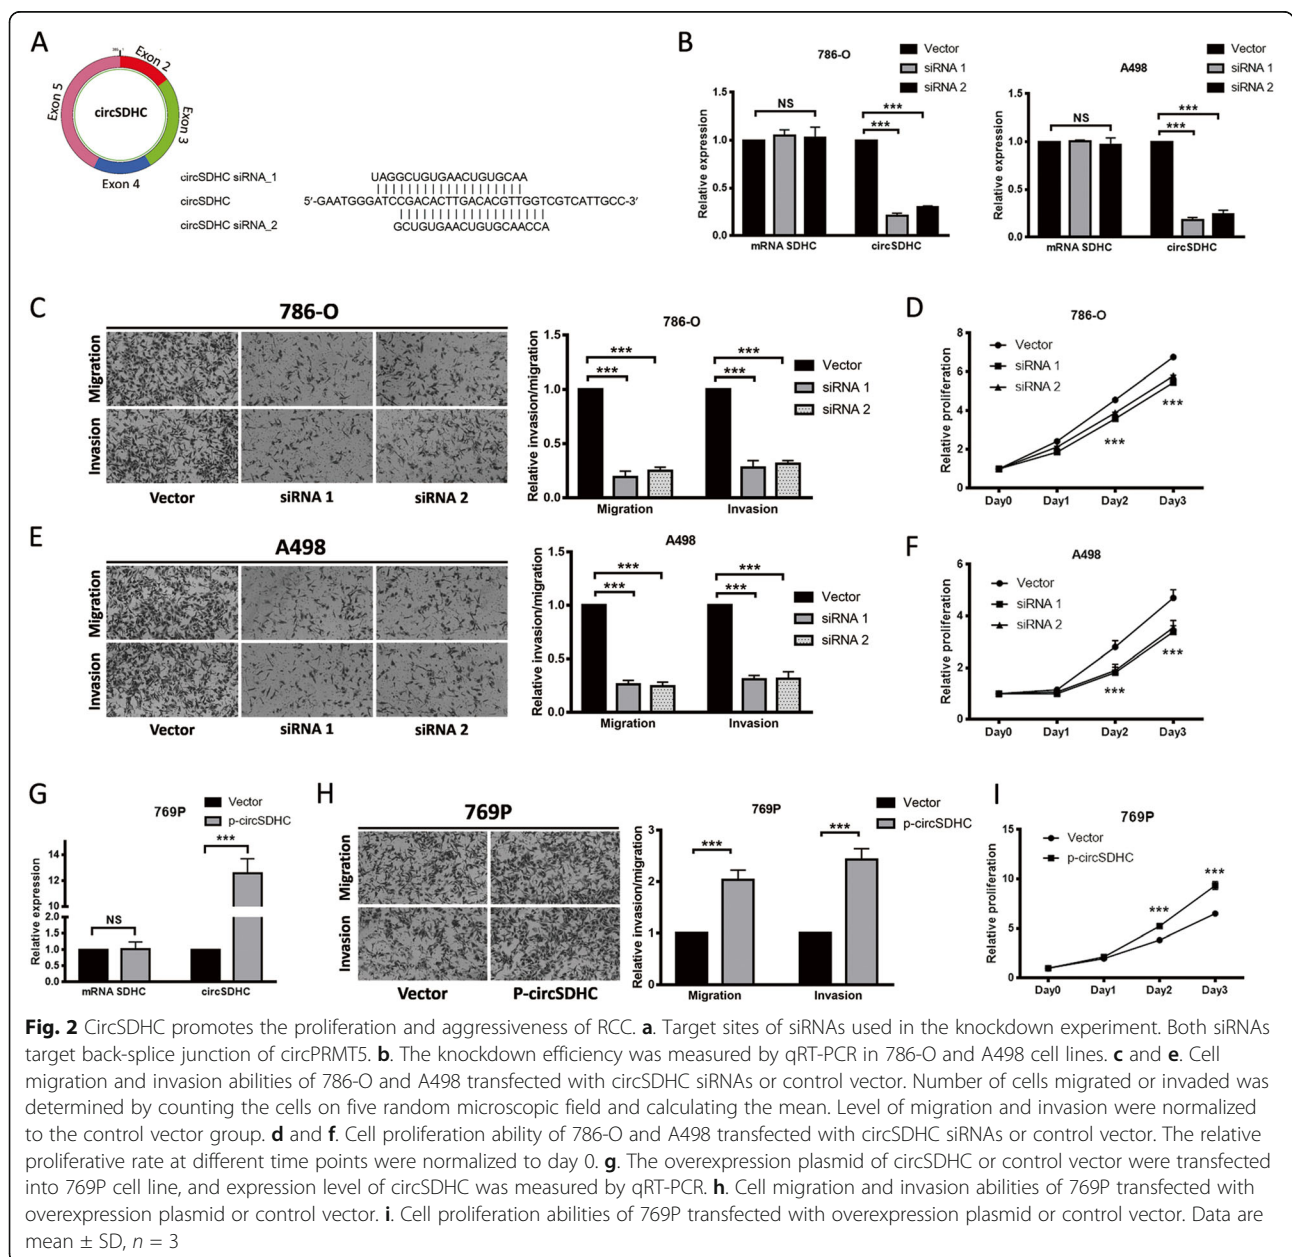 A
Exon 2
Exon 3
Exon 4
Exon 5
circSDHC
circSDHC siRNA_1
UAGGCUGUGAACUGUGCAA
circSDHC
5′-GAATGGGATCCGACACTTGACACGTTGGTCGTCATTGCC-3′
circSDHC siRNA_2
GCUGUGAACUGUGCAACCA
B
786-O
Vector
siRNA 1
siRNA 2
Relative expression
1.5
1.0
0.5
0.0
NS
***
***
mRNA SDHC
circSDHC
A498
Vector
siRNA 1
siRNA 2
Relative expression
1.5
1.0
0.5
0.0
NS
***
***
mRNA SDHC
circSDHC
C
786-O
Migration
Invasion
Vector
siRNA 1
siRNA 2
786-O
Relative invasion/migration
1.5
1.0
0.5
0.0
***
***
***
***
Vector
siRNA 1
siRNA 2
Migration
Invasion
D
786-O
Relative proliferation
8
6
4
2
0
Vector
siRNA 1
siRNA 2
***
***
Day0
Day1
Day2
Day3
E
A498
Migration
Invasion
Vector
siRNA 1
siRNA 2
A498
Relative invasion/migration
1.5
1.0
0.5
0.0
***
***
***
***
Vector
siRNA 1
siRNA 2
Migration
Invasion
F
A498
Relative proliferation
6
4
2
0
Vector
siRNA 1
siRNA 2
***
***
Day0
Day1
Day2
Day3
G
769P
Vector
p-circSDHC
Relative expression
14
12
10
2.0
1.5
1.0
0.5
0.0
NS
***
mRNA SDHC
circSDHC
H
769P
Migration
Invasion
Vector
P-circSDHC
769P
Vector
p-circSDHC
Relative invasion/migration
3
2
1
0
***
***
Migration
Invasion
I
769P
Relative proliferation
15
10
5
0
Vector
p-circSDHC
***
***
Day0
Day1
Day2
Day3
Fig. 2 CircSDHC promotes the proliferation and aggressiveness of RCC. a. Target sites of siRNAs used in the knockdown experiment. Both siRNAs
target back-splice junction of circPRMT5. b. The knockdown efficiency was measured by qRT-PCR in 786-O and A498 cell lines. c and e. Cell
migration and invasion abilities of 786-O and A498 transfected with circSDHC siRNAs or control vector. Number of cells migrated or invaded was
determined by counting the cells on five random microscopic field and calculating the mean. Level of migration and invasion were normalized
to the control vector group. d and f. Cell proliferation ability of 786-O and A498 transfected with circSDHC siRNAs or control vector. The relative
proliferative rate at different time points were normalized to day 0. g. The overexpression plasmid of circSDHC or control vector were transfected
into 769P cell line, and expression level of circSDHC was measured by qRT-PCR. h. Cell migration and invasion abilities of 769P transfected with
overexpression plasmid or control vector. i. Cell proliferation abilities of 769P transfected with overexpression plasmid or control vector. Data are
mean ± SD, n = 3